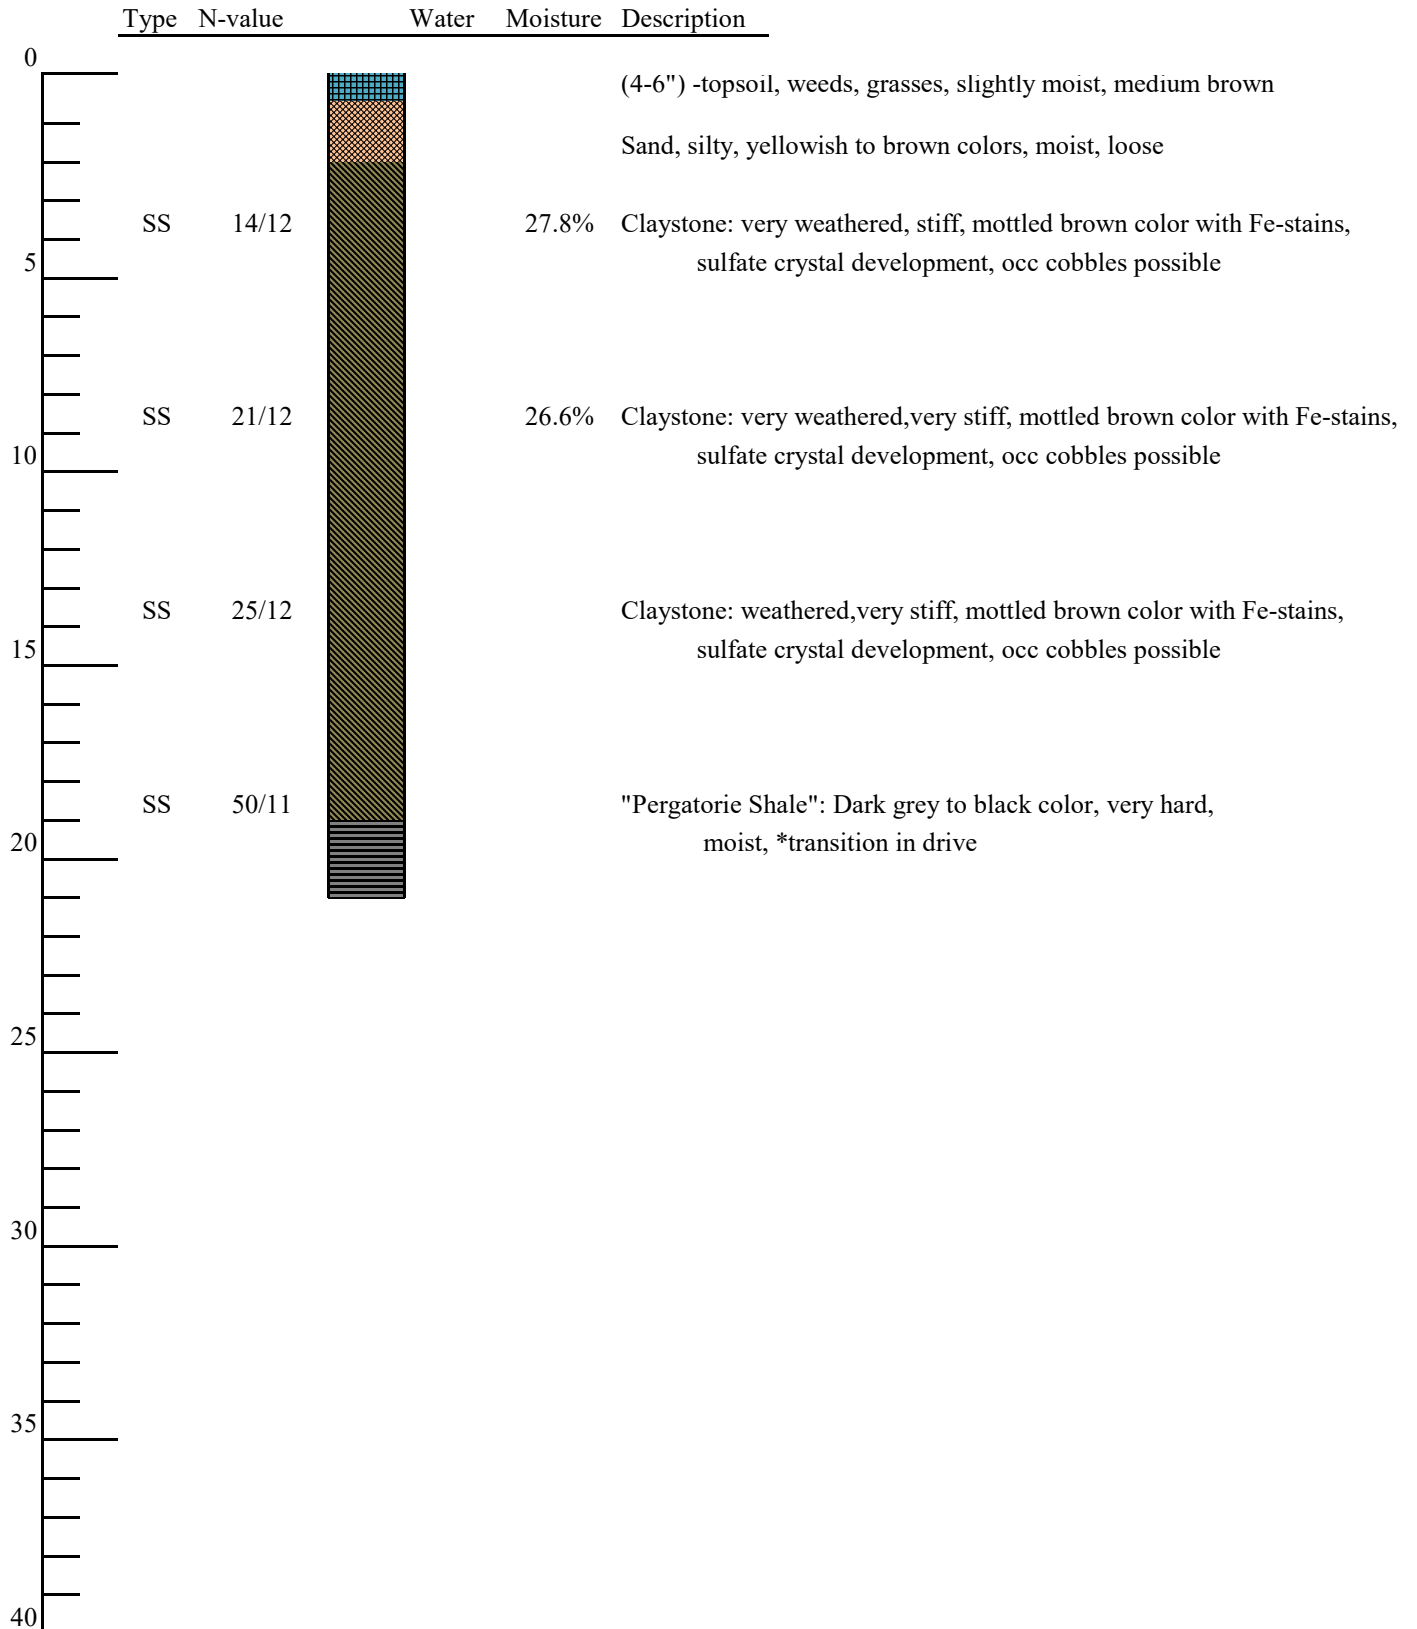 Type N-value Water Moisture Description
0
(4-6") -topsoil, weeds, grasses, slightly moist, medium brown
Sand, silty, yellowish to brown colors, moist, loose
SS 14/12 27.8% Claystone: very weathered, stiff, mottled brown color with Fe-stains,
5 sulfate crystal development, occ cobbles possible
SS 21/12 26.6% Claystone: very weathered,very stiff, mottled brown color with Fe-stains,
10 sulfate crystal development, occ cobbles possible
SS 25/12 Claystone: weathered,very stiff, mottled brown color with Fe-stains,
15 sulfate crystal development, occ cobbles possible
SS 50/11 "Pergatorie Shale": Dark grey to black color, very hard,
20 moist, *transition in drive
25
30
35
40